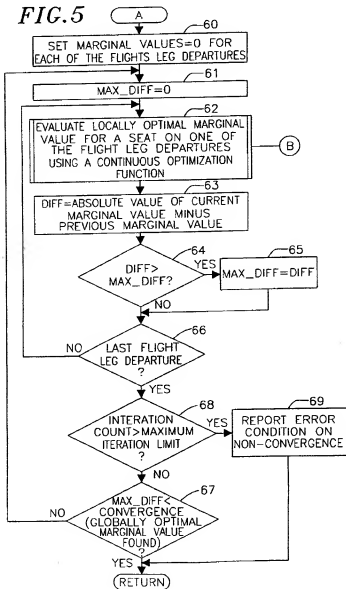 FIG.5
A
60
SET MARGINAL VALUES=0 FOR
EACH OF THE FLIGHTS LEG DEPARTURES
61
MAX_DIFF=0
62
EVALUATE LOCALLY OPTIMAL MARGINAL
VALUE FOR A SEAT ON ONE OF
THE FLIGHT LEG DEPARTURES
USING A CONTINUOUS OPTIMIZATION
FUNCTION
B
63
DIFF=ABSOLUTE VALUE OF CURRENT
MARGINAL VALUE MINUS
PREVIOUS MARGINAL VALUE
64
DIFF>
MAX_DIFF?
YES
65
MAX_DIFF=DIFF
NO
66
NO
LAST FLIGHT
LEG DEPARTURE
?
YES
68
INTERATION
COUNT>MAXIMUM
ITERATION LIMIT
?
YES
69
REPORT ERROR
CONDITION ON
NON-CONVERGENCE
NO
67
NO
MAX_DIFF<
CONVERGENCE
(GLOBALLY OPTIMAL
MARGINAL VALUE
FOUND)
?
YES
RETURN